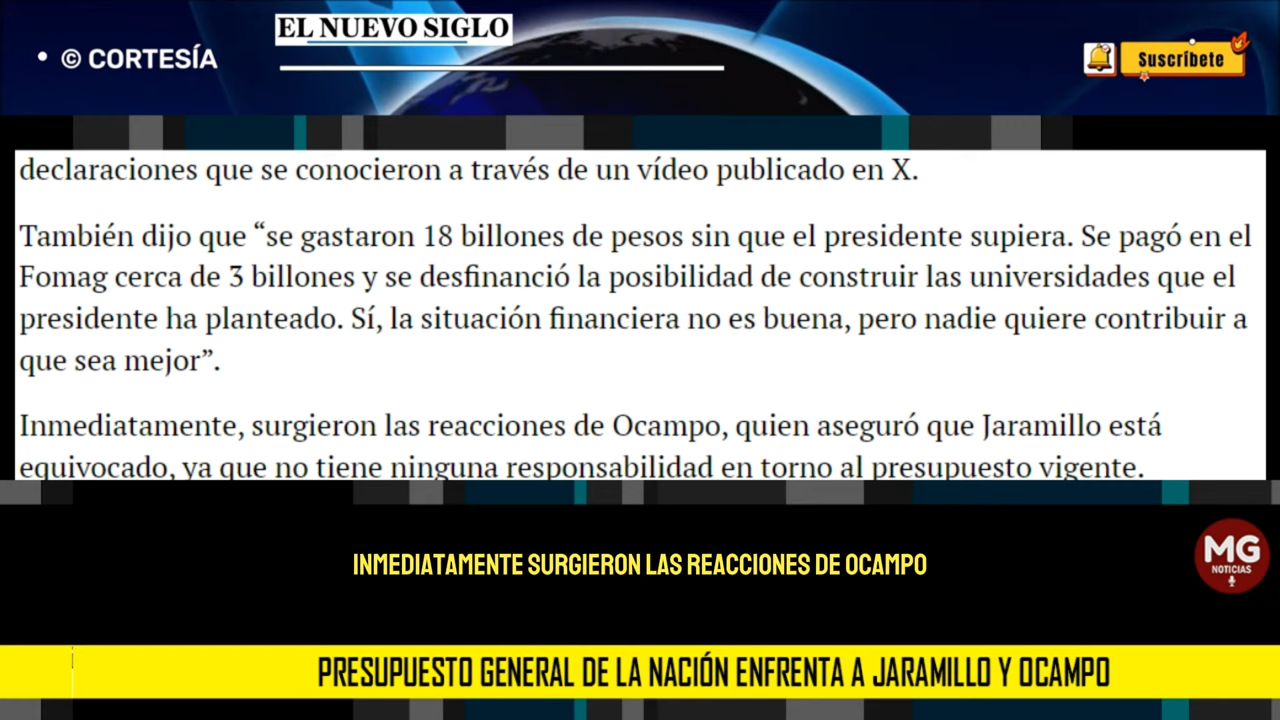 EL NUEVO SIGLO
• © CORTESÍA
Suscríbete
declaraciones que se conocieron a través de un vídeo publicado en X.
También dijo que “se gastaron 18 billones de pesos sin que el presidente supiera. Se pagó en el
Fomag cerca de 3 billones y se desfinanció la posibilidad de construir las universidades que el
presidente ha planteado. Sí, la situación financiera no es buena, pero nadie quiere contribuir a
que sea mejor”.
Inmediatamente, surgieron las reacciones de Ocampo, quien aseguró que Jaramillo está
equivocado, ya que no tiene ninguna responsabilidad en torno al presupuesto vigente.
INMEDIATAMENTE SURGIERON LAS REACCIONES DE OCAMPO
MG
NOTICIAS
PRESUPUESTO GENERAL DE LA NACIÓN ENFRENTA A JARAMILLO Y OCAMPO